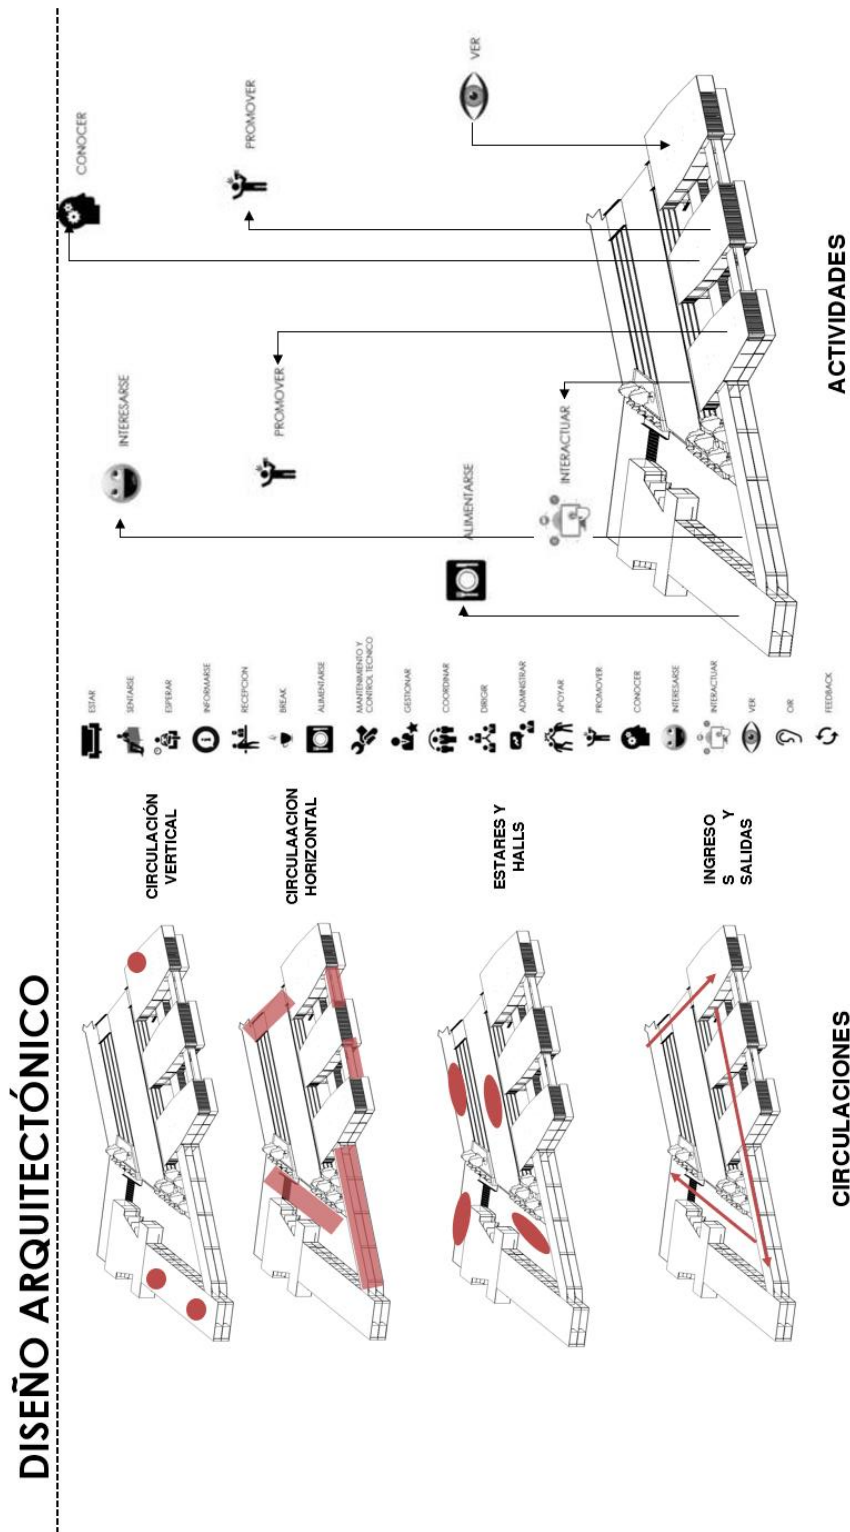 DISEÑO ARQUITECTÓNICO
CIRCULACIÓN
VERTICAL
CIRCULAACION
HORIZONTAL
ESTARES Y
HALLS
INGRESO
S Y
SALIDAS
CIRCULACIONES
ESTAR
SENTARSE
ESPERAR
INFORMARSE
RECEPCION
BREAK
ALIMENTARSE
MANTENIMIENTO Y
CONTROL TECNICO
GESTIONAR
COORDINAR
DIRIGIR
ADMINISTRAR
APOYAR
PROMOVER
CONOCER
INTERESARSE
INTERACTUAR
VER
OIR
FEEDBACK
CONOCER
PROMOVER
VER
INTERESARSE
PROMOVER
INTERACTUAR
ALIMENTARSE
ACTIVIDADES